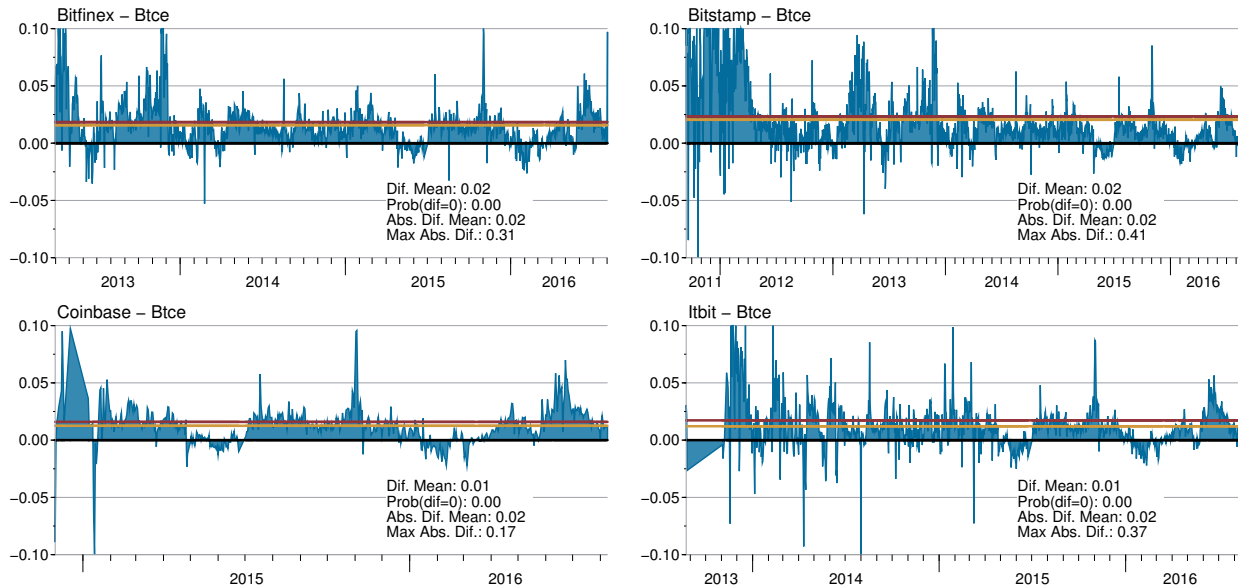 Bitfinex − Btce
0.10
0.05
0.00
−0.05
−0.10
Dif. Mean: 0.02
Prob(dif=0): 0.00
Abs. Dif. Mean: 0.02
Max Abs. Dif.: 0.31
2013 2014 2015 2016
Bitstamp − Btce
0.10
0.05
0.00
−0.05
−0.10
Dif. Mean: 0.02
Prob(dif=0): 0.00
Abs. Dif. Mean: 0.02
Max Abs. Dif.: 0.41
2011 2012 2013 2014 2015 2016
Coinbase − Btce
0.10
0.05
0.00
−0.05
−0.10
Dif. Mean: 0.01
Prob(dif=0): 0.00
Abs. Dif. Mean: 0.02
Max Abs. Dif.: 0.17
2015 2016
Itbit − Btce
0.10
0.05
0.00
−0.05
−0.10
Dif. Mean: 0.01
Prob(dif=0): 0.00
Abs. Dif. Mean: 0.02
Max Abs. Dif.: 0.37
2013 2014 2015 2016